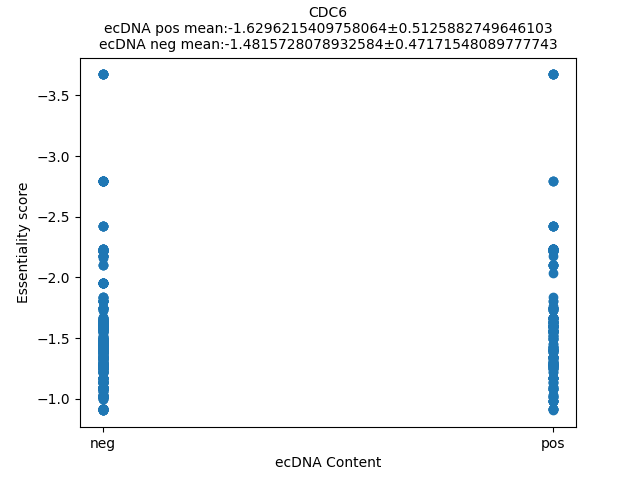 CDC6
ecDNA pos mean:-1.6296215409758064±0.5125882749646103
ecDNA neg mean:-1.4815728078932584±0.47171548089777743
−3.5
−3.0
−2.5
−2.0
−1.5
−1.0
Essentiality score
neg pos
ecDNA Content